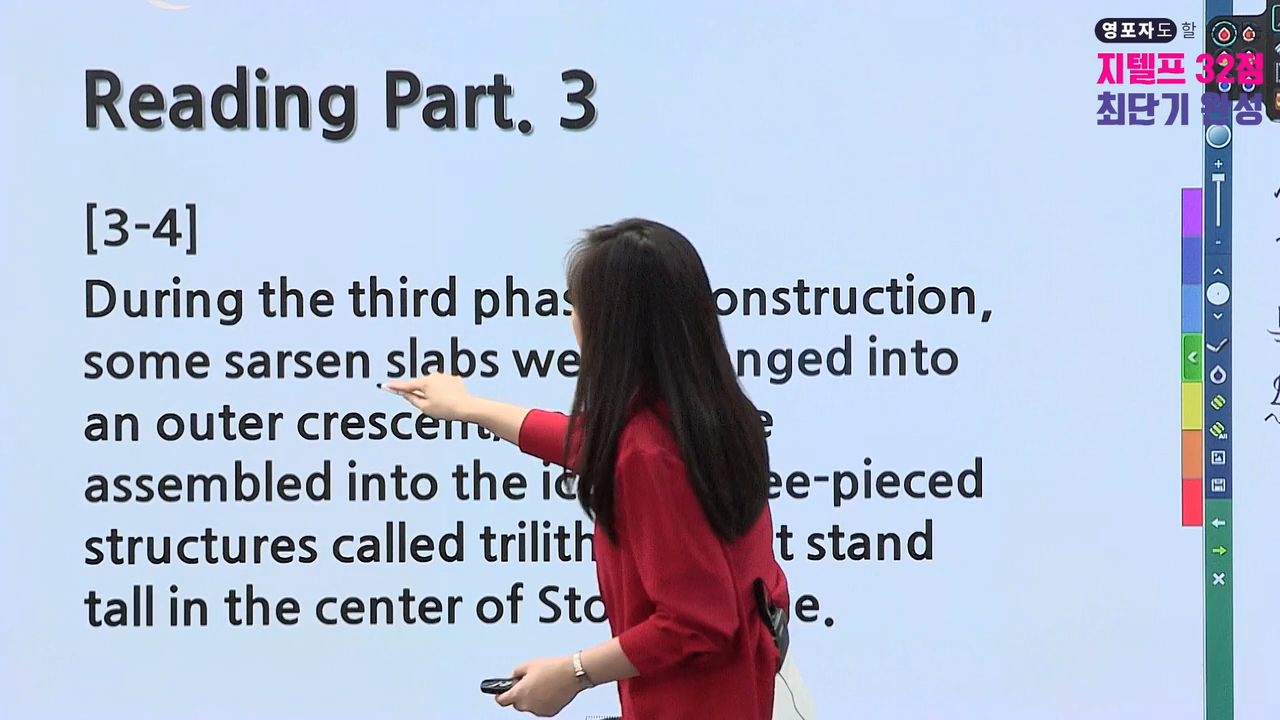 영포자도 할
지텔프 32점
최단기 완성
Reading Part. 3
[3-4]
During the third phas onstruction,
some sarsen slabs we nged into
an outer crescent, e
assembled into the ic ee-pieced
structures called trilith t stand
tall in the center of Sto e.